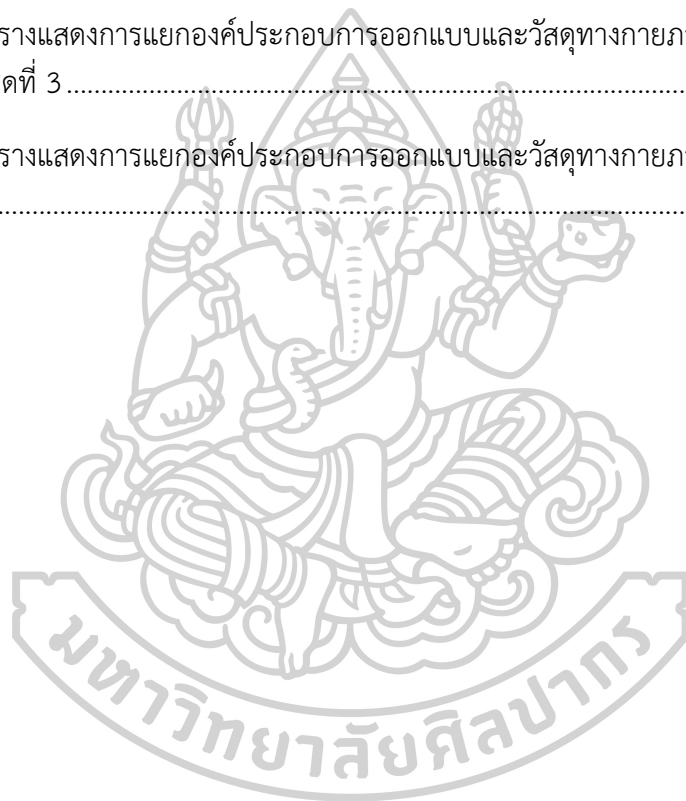 รางแสดงการแยกองค์ประกอบการออกแบบและวัสดุทางกายภ
ดที่ 3
รางแสดงการแยกองค์ประกอบการออกแบบและวัสดุทางกายภ
มหาวิทยาลัยศิลปากร